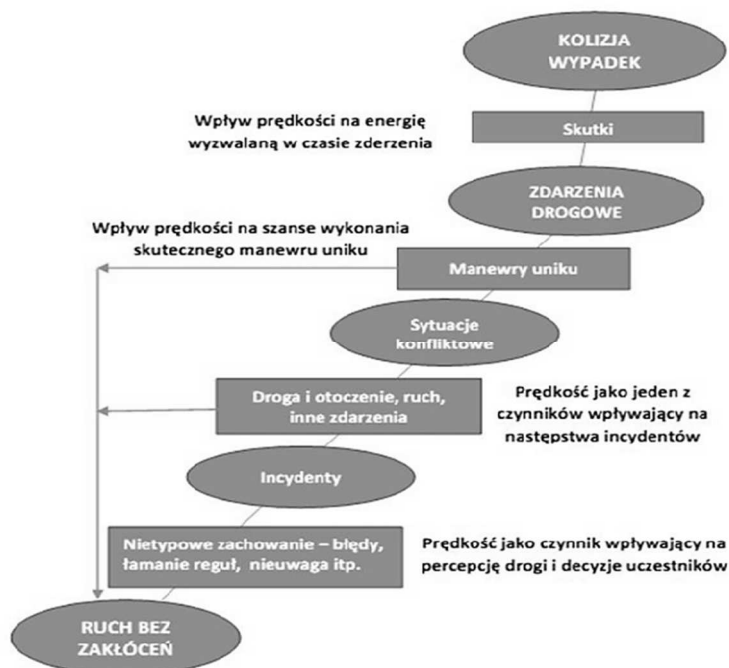 KOLIZJA
WYPADEK
Wpływ prędkości na energię
wyzwalaną w czasie zderzenia
Skutki
ZDARZENIA
DROGOWE
Wpływ prędkości na szanse wykonania
skutecznego manewru uniku
Manewry uniku
Sytuacje
konfliktowe
Droga i otoczenie, ruch,
inne zdarzenia
Prędkość jako jeden z
czynników wpływający na
następstwa incydentów
Incydenty
Nietypowe zachowanie – błędy,
łamanie reguł, nieuwaga itp.
Prędkość jako czynnik wpływający na
percepcję drogi i decyzje uczestników
RUCH BEZ
ZAKŁÓCEŃ